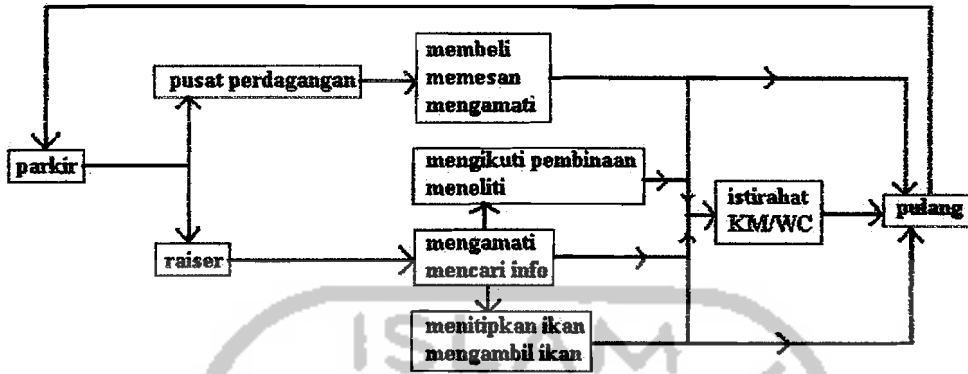 membeli
memesan
mengamati
pusat perdagangan
parkir
mengikuti pembinaan
meneliti
istirahat
KM/WC
pulang
raiser
mengamati
mencari info
menitipkan ikan
mengambil ikan
ISLAM